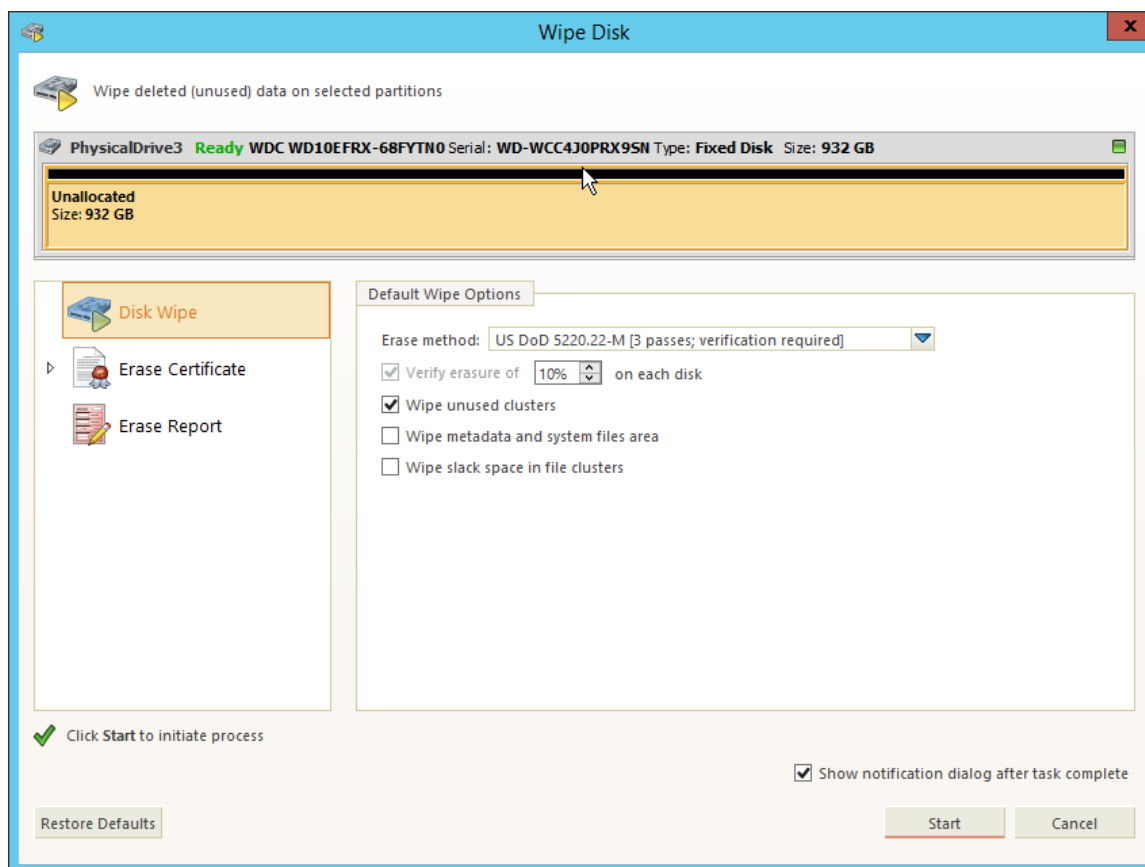 Wipe Disk
x
Wipe deleted (unused) data on selected partitions
PhysicalDrive3 Ready WDC WD10EFRX-68FYTN0 Serial: WD-WCC4J0PRX9SN Type: Fixed Disk Size: 932 GB
Unallocated
Size: 932 GB
Disk Wipe
Erase Certificate
Erase Report
Default Wipe Options
Erase method: US DoD 5220.22-M [3 passes; verification required]
Verify erasure of 10% on each disk
Wipe unused clusters
Wipe metadata and system files area
Wipe slack space in file clusters
Click Start to initiate process
Show notification dialog after task complete
Restore Defaults Start Cancel